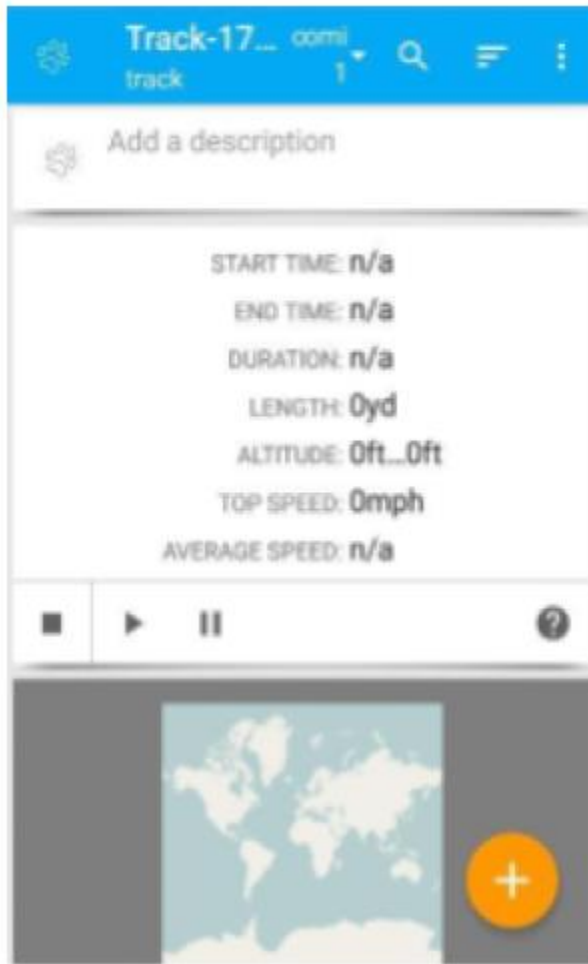 Track-17...
1
track
Add a description
START TIME: n/a
END TIME: n/a
DURATION: n/a
LENGTH: 0yd
ALTITUDE: 0ft...0ft
TOP SPEED: 0mph
AVERAGE SPEED: n/a